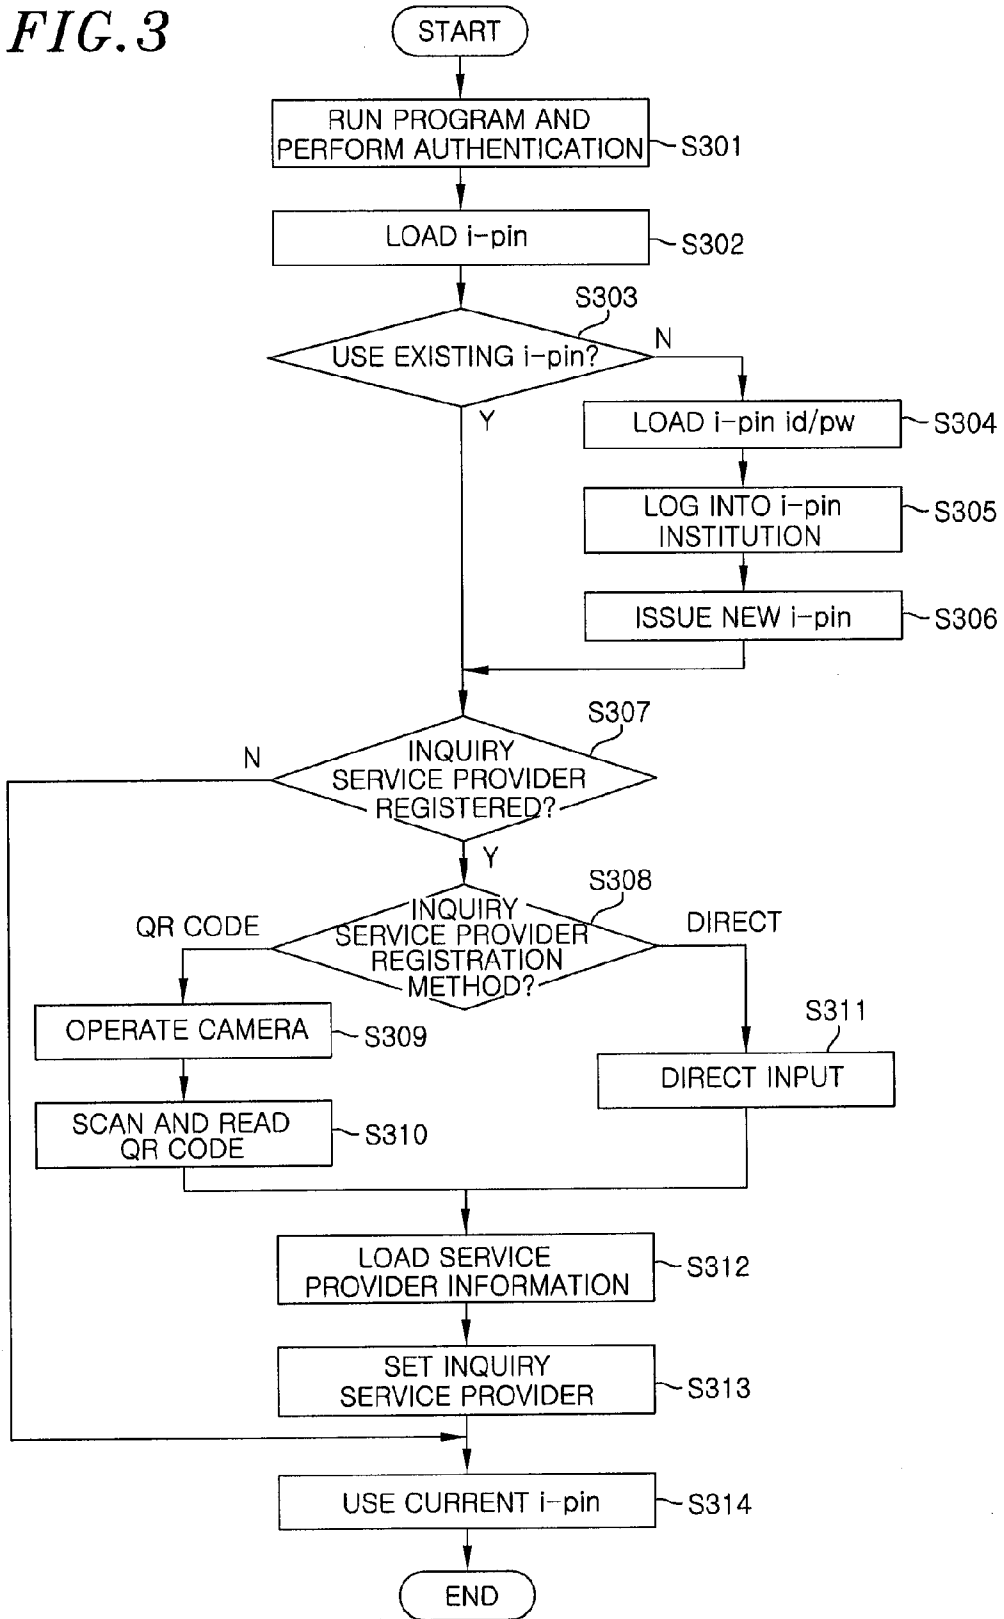 FIG.3
START
RUN PROGRAM AND
PERFORM AUTHENTICATION
S301
LOAD i-pin
S302
S303
USE EXISTING i-pin?
N
Y
LOAD i-pin id/pw
S304
LOG INTO i-pin
INSTITUTION
S305
ISSUE NEW i-pin
S306
S307
N
INQUIRY
SERVICE PROVIDER
REGISTERED?
Y
S308
QR CODE
INQUIRY
SERVICE PROVIDER
REGISTRATION
METHOD?
DIRECT
OPERATE CAMERA
S309
S311
DIRECT INPUT
SCAN AND READ
QR CODE
S310
LOAD SERVICE
PROVIDER INFORMATION
S312
SET INQUIRY
SERVICE PROVIDER
S313
USE CURRENT i-pin
S314
END